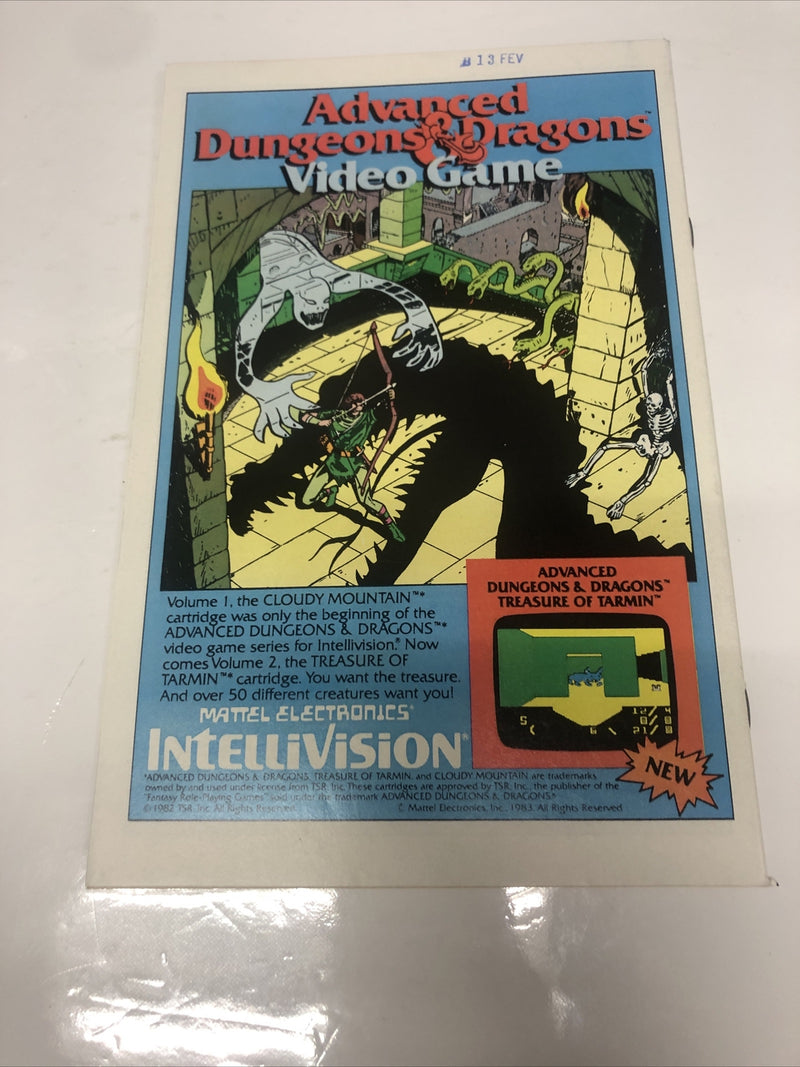 13 FEV
Advanced
Dungeons & Dragons™
Video Game
Volume 1, the CLOUDY MOUNTAIN™*
cartridge was only the beginning of the
ADVANCED DUNGEONS & DRAGONS™*
video game series for Intellivision.® Now
comes Volume 2, the TREASURE OF
TARMIN™* cartridge. You want the treasure.
And over 50 different creatures want you!
MATTEL ELECTRONICS®
INTELLIVISION®
ADVANCED
DUNGEONS & DRAGONS™
TREASURE OF TARMIN™
NEW
*ADVANCED DUNGEONS & DRAGONS, TREASURE OF TARMIN, and CLOUDY MOUNTAIN are trademarks
owned by and used under license from TSR, Inc. These cartridges are approved by TSR, Inc., the publisher of the
"Fantasy Role-Playing Games" sold under the trademark ADVANCED DUNGEONS & DRAGONS.®
© 1982 TSR, Inc. All Rights Reserved.
© Mattel Electronics, Inc., 1983. All Rights Reserved